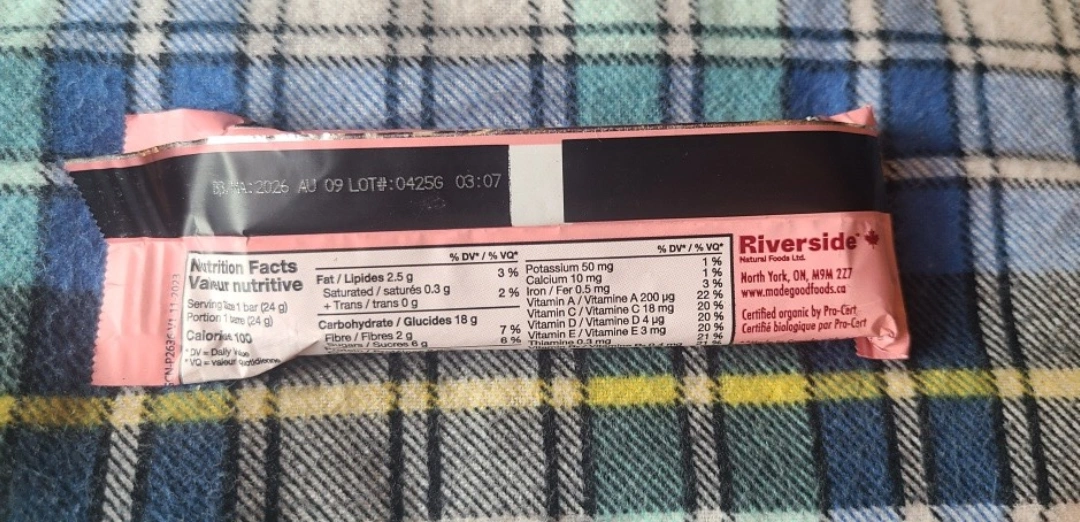 2026 AU 09 LOT#:0425G 03:07
Nutrition Facts
Valeur nutritive
Serving Size 1 bar (24 g)
Portion 1 barre (24 g)
Calories 100
*DV = Daily Value
*VQ = valeur quotidienne
% DV* / % VQ*
Fat / Lipides 2.5 g 3 %
Saturated / saturés 0.3 g
+ Trans / trans 0 g 2 %
Carbohydrate / Glucides 18 g
Fibre / Fibres 2 g 7 %
Sugars / Sucres 6 g 6 %
% DV* / % VQ*
Potassium 50 mg 1 %
Calcium 10 mg 1 %
Iron / Fer 0.5 mg 3 %
Vitamin A / Vitamine A 200 µg 22 %
Vitamin C / Vitamine C 18 mg 20 %
Vitamin D / Vitamine D 4 µg 20 %
Vitamin E / Vitamine E 3 mg 20 %
Thiamine 0.3 mg 21 %
Riverside
Natural Foods Ltd.
North York, ON, M9M 2Z7
www.madegoodfoods.ca
Certified organic by Pro-Cert
Certifié biologique par Pro-Cert